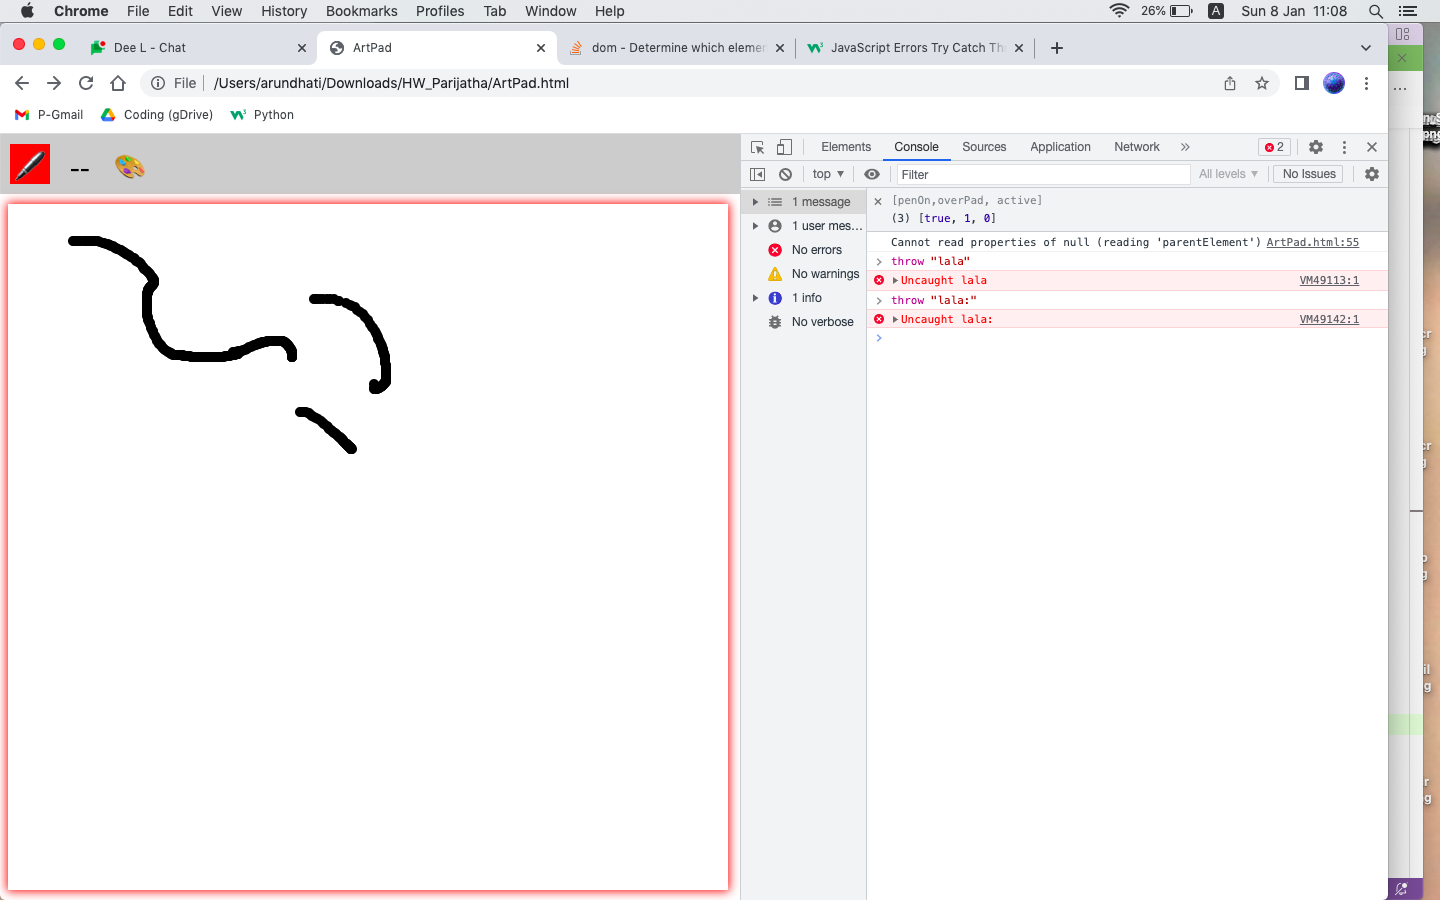 Chrome File Edit View History Bookmarks Profiles Tab Window Help 26% A Sun 8 Jan 11:08
Dee L - Chat ArtPad dom - Determine which elemen JavaScript Errors Try Catch Th
File /Users/arundhati/Downloads/HW_Parijatha/ArtPad.html
P-Gmail Coding (gDrive) Python
Elements Console Sources Application Network 2
top Filter All levels No Issues
1 message
1 user mes...
No errors
No warnings
1 info
No verbose
[penOn,overPad, active]
(3) [true, 1, 0]
Cannot read properties of null (reading 'parentElement') ArtPad.html:55
throw "lala"
Uncaught lala VM49113:1
throw "lala:"
Uncaught lala: VM49142:1